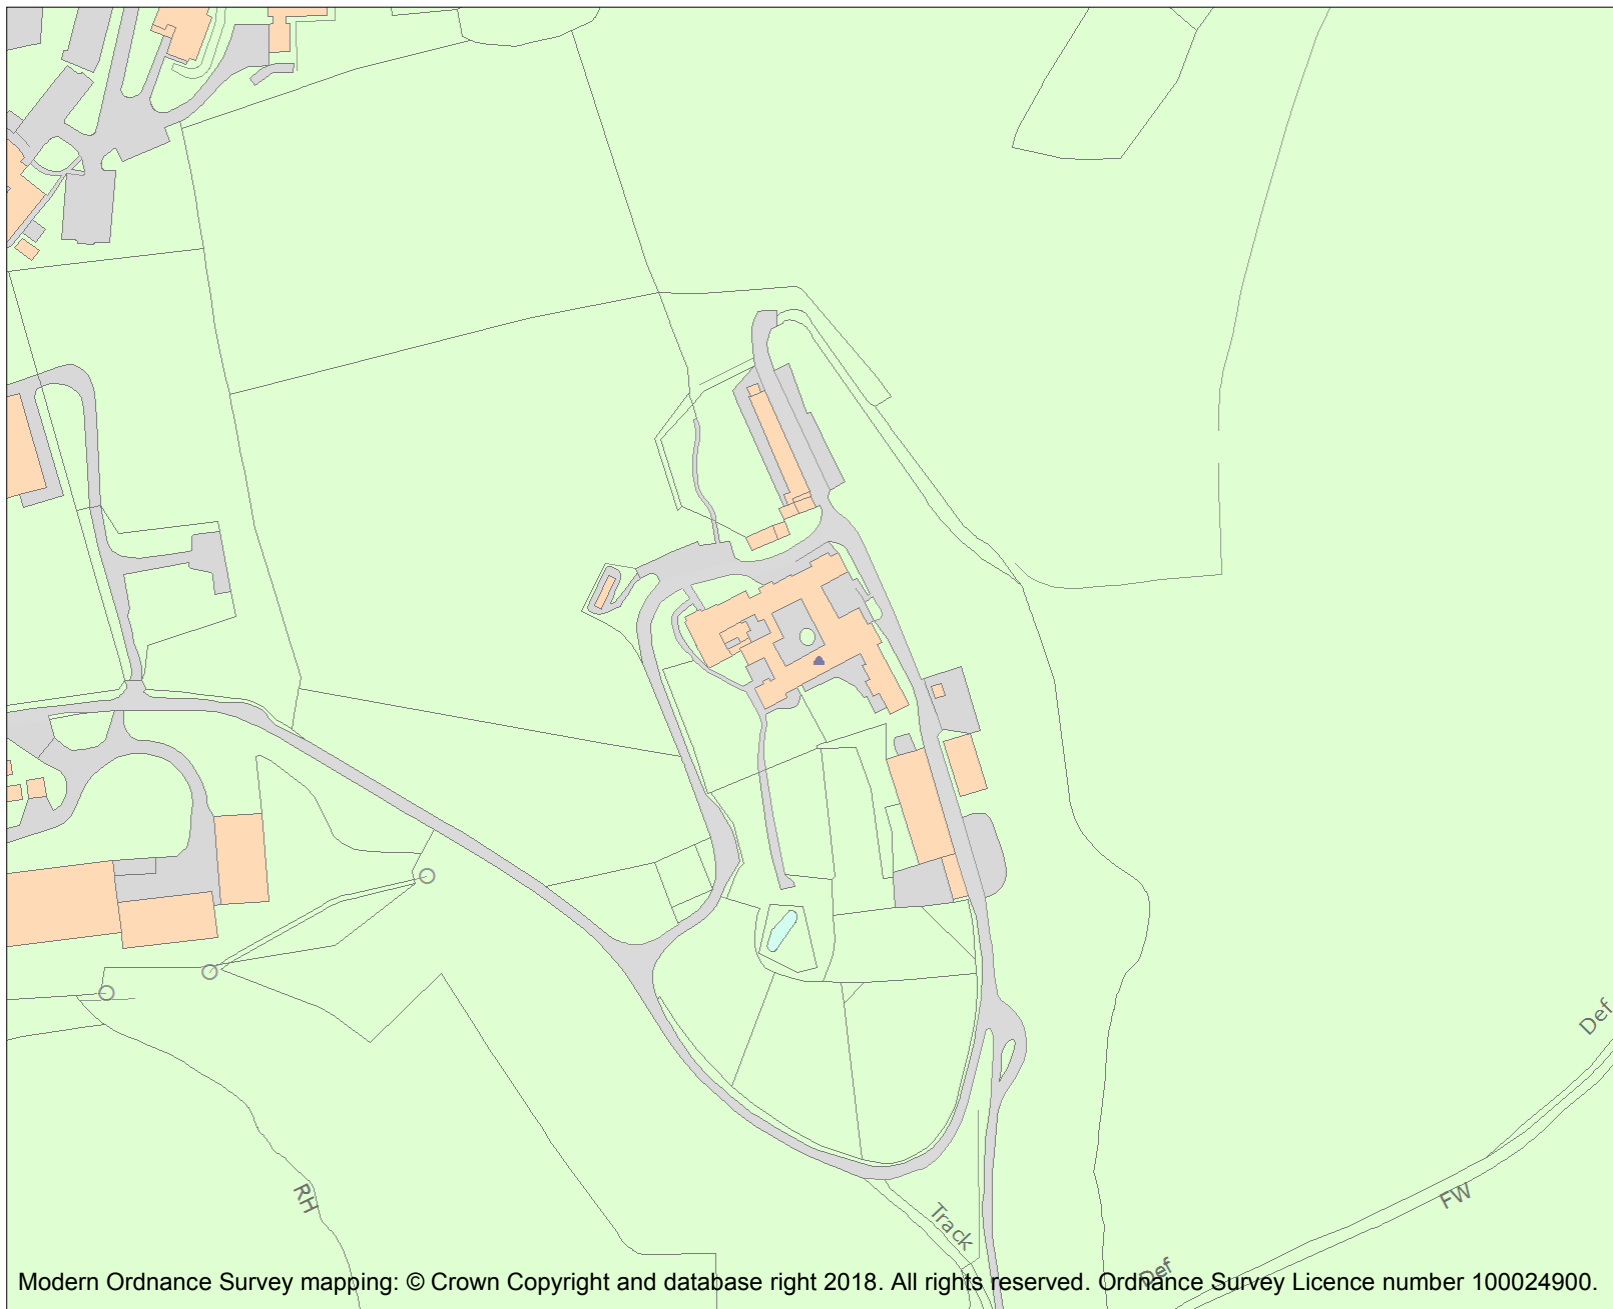 Def
RH
FW
Track
Def
Modern Ordnance Survey mapping: © Crown Copyright and database right 2018. All rights reserved. Ordnance Survey Licence number 100024900.